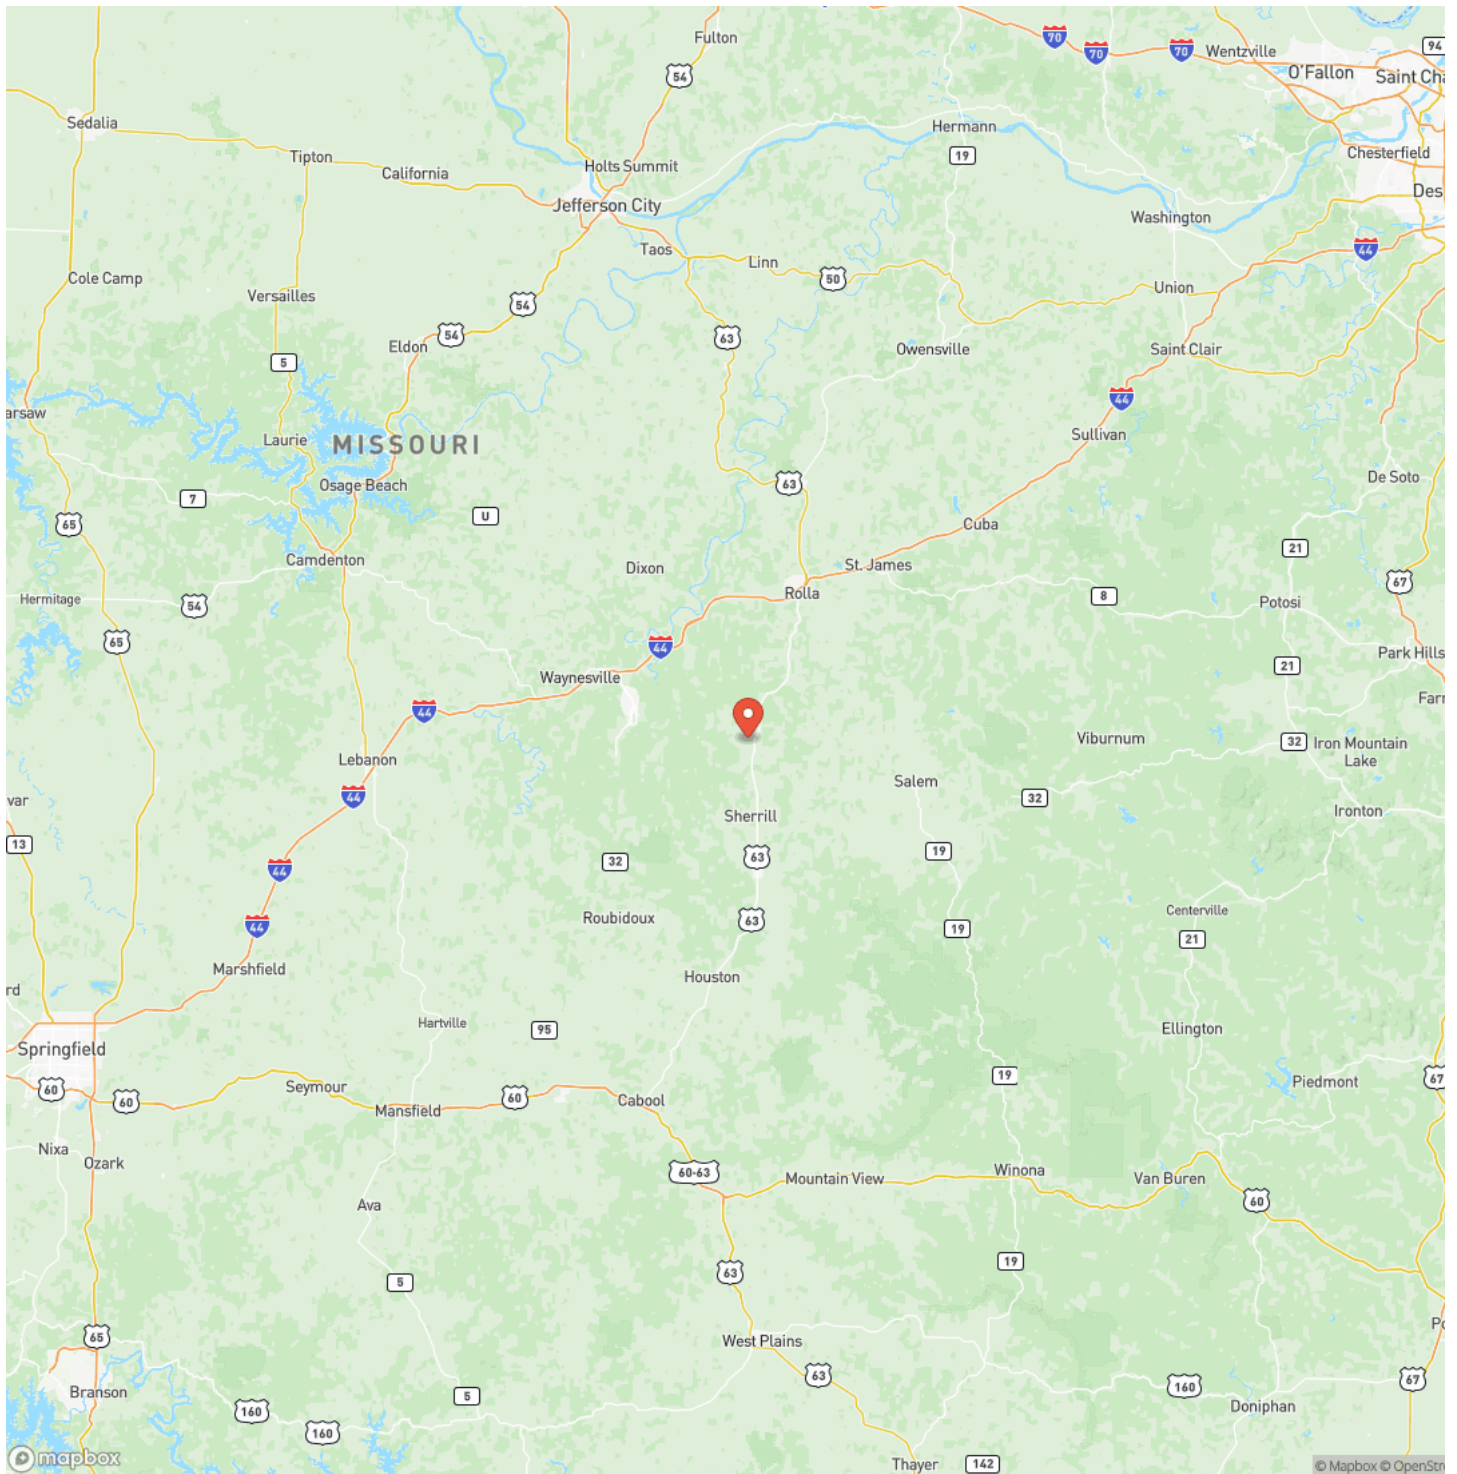 Fulton
70
70
70
Wentzville
94
O'Fallon
Saint Cha
54
Sedalia
Hermann
Tipton
19
Chesterfield
California
Holts Summit
Des
Jefferson City
Washington
Taos
44
Linn
Cole Camp
50
Union
Versailles
54
54
63
Eldon
Owensville
Saint Clair
5
44
arsaw
Laurie
MISSOURI
Sullivan
Osage Beach
63
De Soto
7
U
65
Cuba
21
Camdenton
Dixon
St. James
67
Hermitage
54
Rolla
8
Potosi
65
44
Park Hills
21
Waynesville
Farr
44
Viburnum
32
Iron Mountain
Lake
Lebanon
Salem
var
44
32
Ironton
Sherrill
13
63
19
44
32
Centerville
Roubidoux
63
44
19
21
Marshfield
Houston
rd
Hartville
95
Ellington
Springfield
19
67
Piedmont
60
Seymour
60
60
Cabool
Mansfield
Nixa
Ozark
60-63
Winona
Mountain View
Van Buren
60
Ava
19
63
5
65
West Plains
Po
63
67
Branson
5
160
160
Doniphan
160
mapbox
Thayer
142
© Mapbox © OpenStre